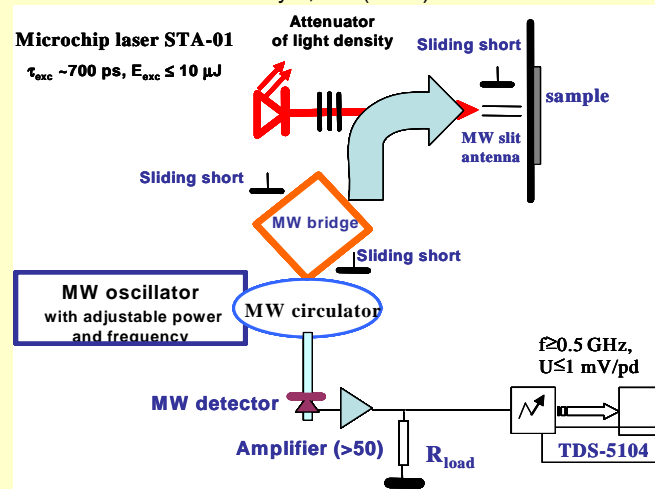 Microchip laser STA-01
τexc ~700 ps, Eexc ≤ 10 μJ
Attenuator
of light density
Sliding short
sample
MW slit
antenna
Sliding short
MW bridge
Sliding short
MW oscillator
with adjustable power
and frequency
MW circulator
f≥0.5 GHz,
U≤1 mV/pd
MW detector
Amplifier (>50)
Rload
TDS-5104